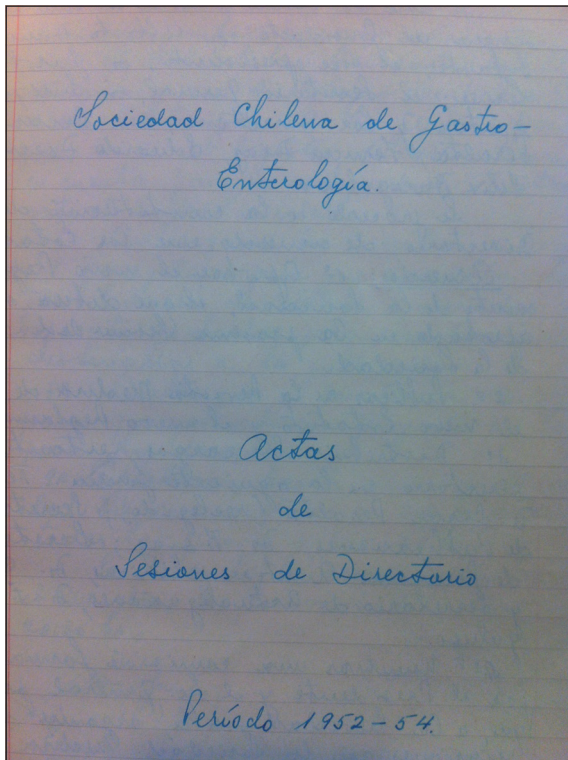 Sociedad Chilena de Gastro-
Enterología.
Actas
de
Sesiones de Directorio
Período 1952-54.